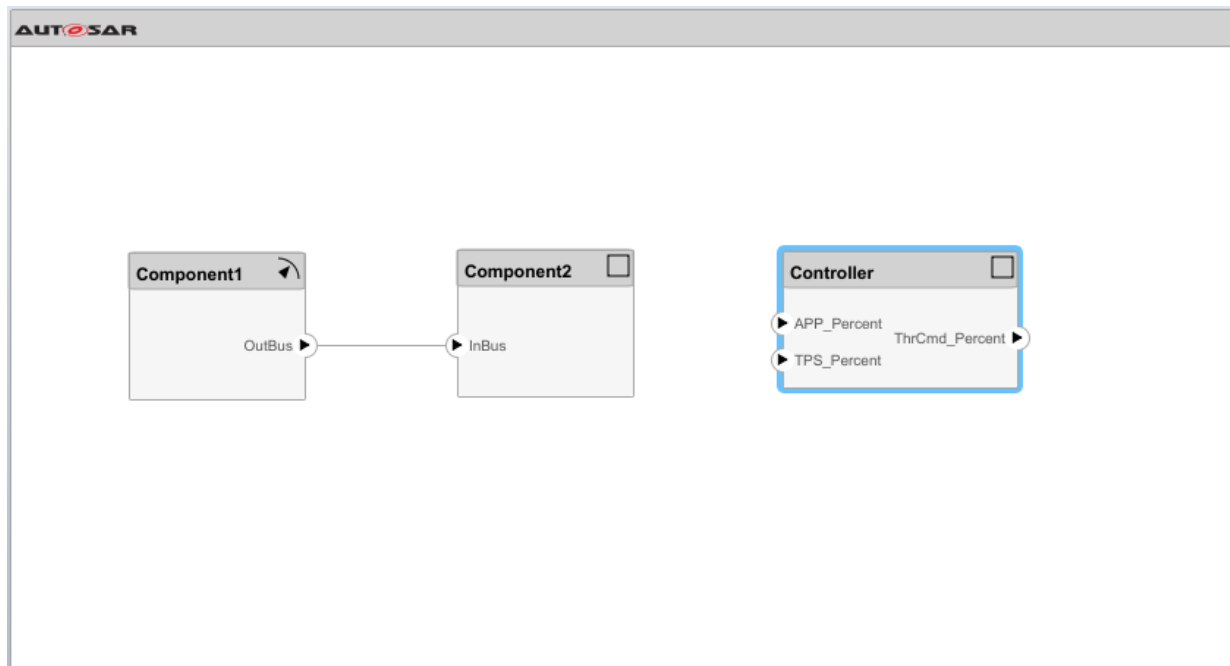 AUTOSAR
Component1
OutBus
Component2
InBus
Controller
APP_Percent
ThrCmd_Percent
TPS_Percent